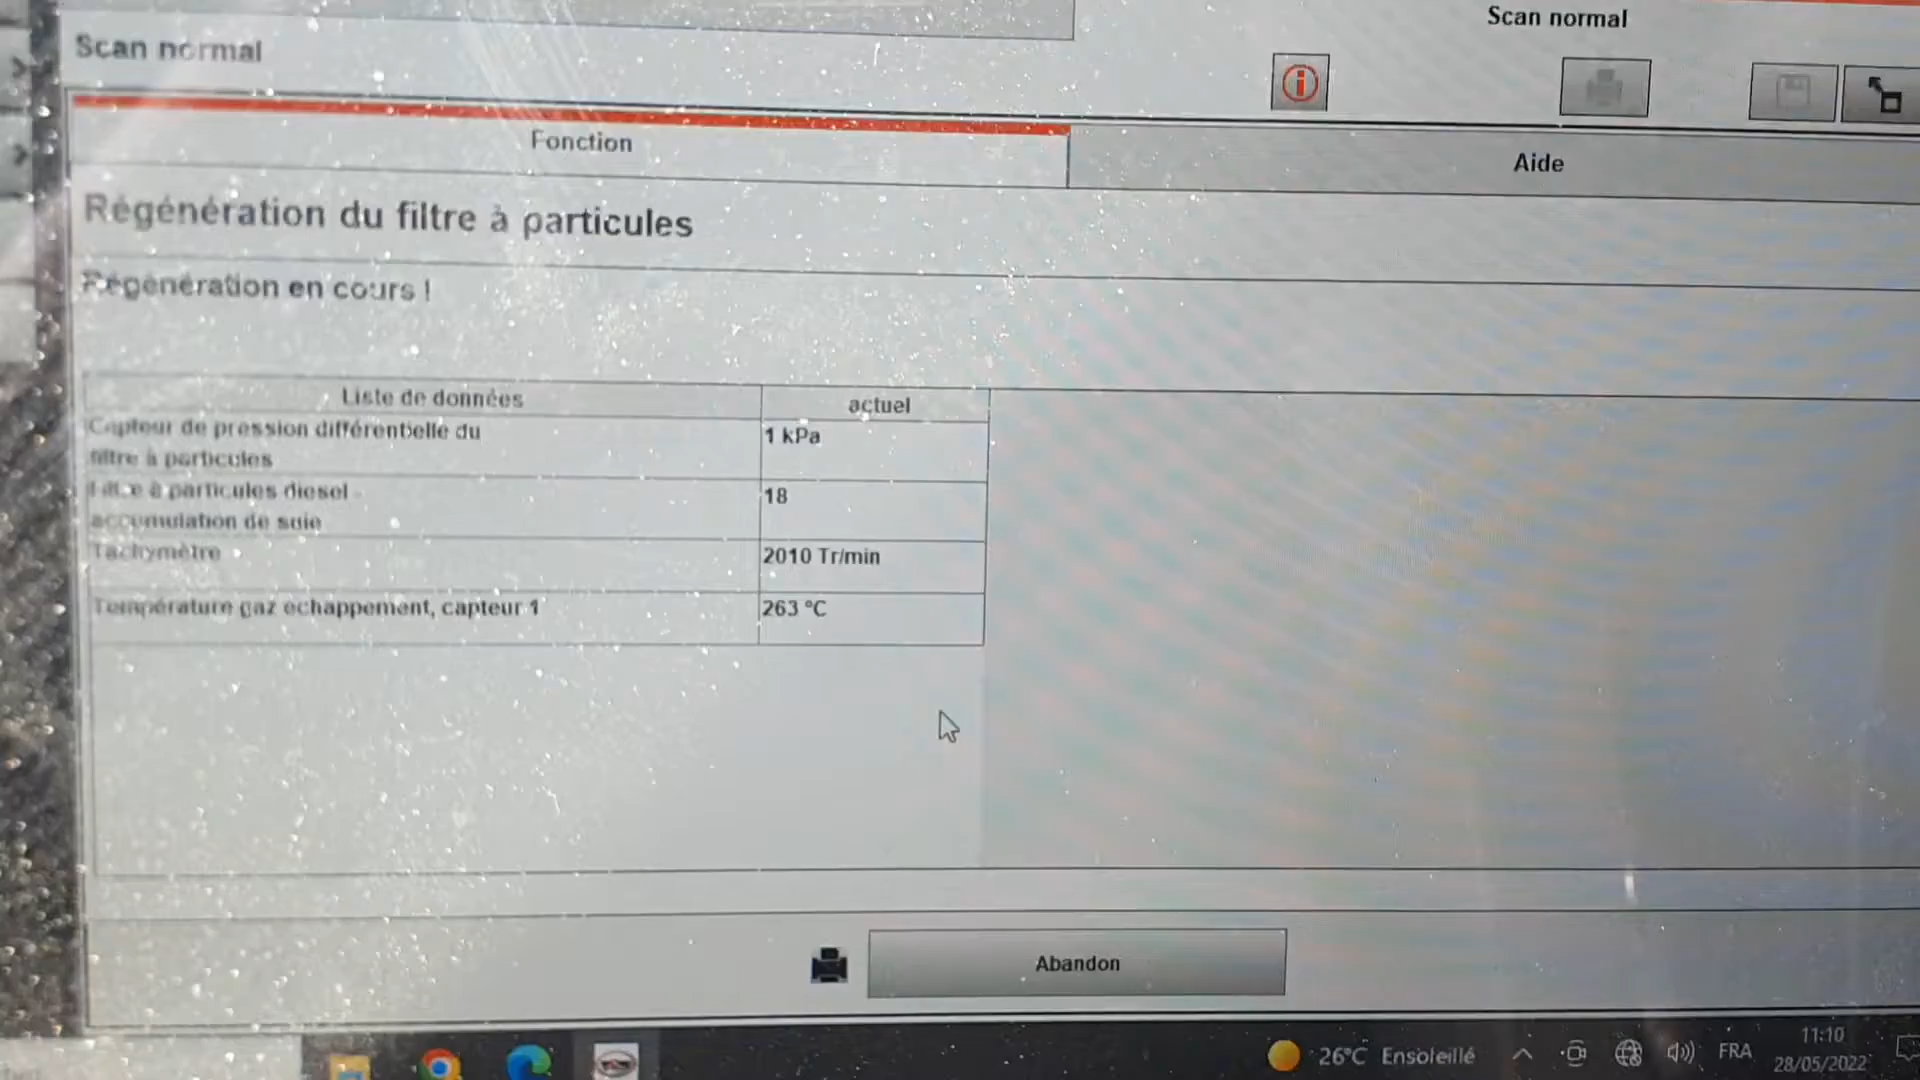 Scan normal
Scan normal
Fonction
Aide
Régénération du filtre à particules
Régénération en cours !
Liste de données
actuel
Capteur de pression différentielle du
filtre à particules
1 kPa
Filtre à particules diesel -
accumulation de suie
18
Tachymètre
2010 Tr/min
Température gaz échappement, capteur 1
263 °C
Abandon
26°C Ensoleillé
FRA
11:10
28/05/2022